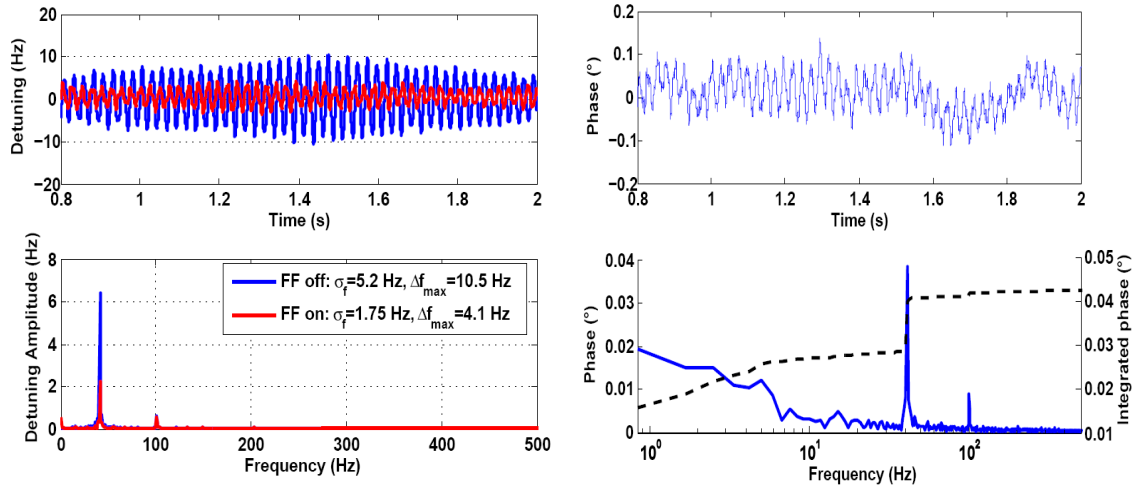 20
10
0
−10
−20
Detuning (Hz)
0.8 1 1.2 1.4 1.6 1.8 2
Time (s)
0.2
0.1
0
−0.1
−0.2
Phase (°)
0.8 1 1.2 1.4 1.6 1.8 2
Time (s)
8
6
4
2
0
Detuning Amplitude (Hz)
FF off: σf=5.2 Hz, Δfmax=10.5 Hz
FF on: σf=1.75 Hz, Δfmax=4.1 Hz
0 100 200 300 400 500
Frequency (Hz)
0.04
0.03
0.02
0.01
0
Phase (°)
0.05
0.04
0.03
0.02
0.01
Integrated phase (°)
10⁰ 10¹ 10²
Frequency (Hz)